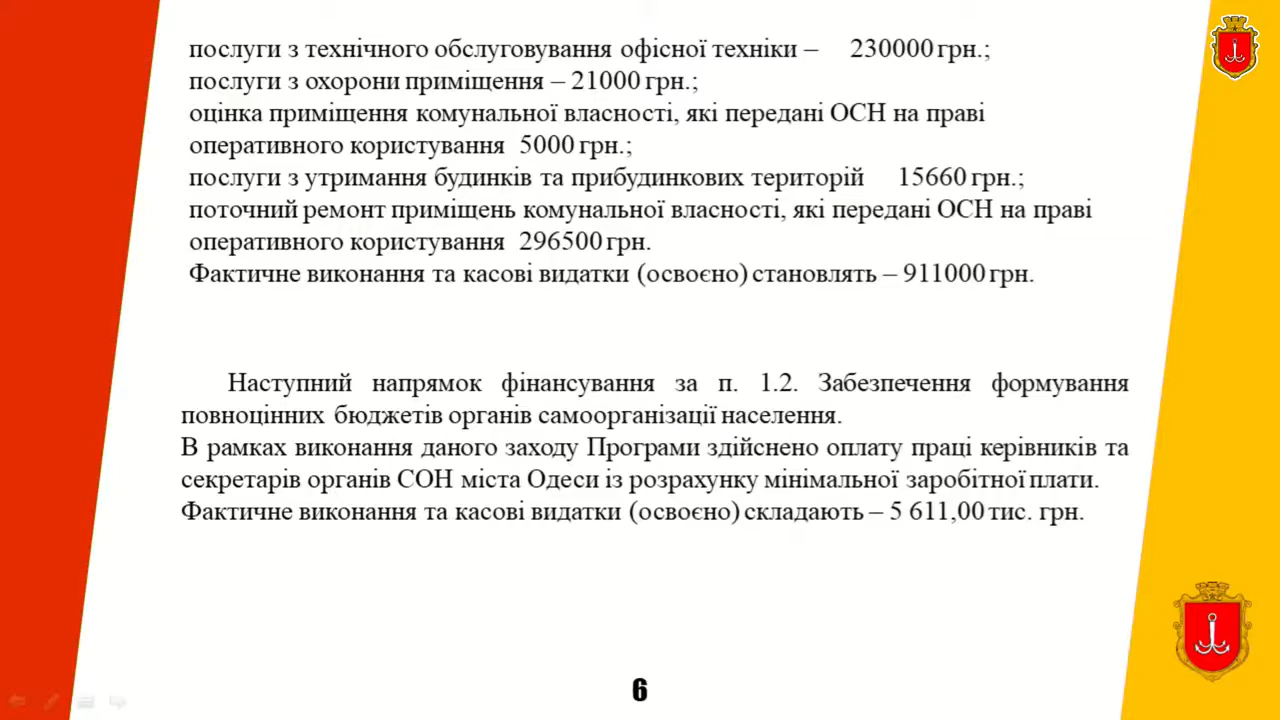 послуги з технічного обслуговування офісної техніки – 230000 грн.;
послуги з охорони приміщення – 21000 грн.;
оцінка приміщення комунальної власності, які передані ОСН на праві
оперативного користування 5000 грн.;
послуги з утримання будинків та прибудинкових територій 15660 грн.;
поточний ремонт приміщень комунальної власності, які передані ОСН на праві
оперативного користування 296500 грн.
Фактичне виконання та касові видатки (освоєно) становлять – 911000 грн.
Наступний напрямок фінансування за п. 1.2. Забезпечення формування
повноцінних бюджетів органів самоорганізації населення.
В рамках виконання даного заходу Програми здійснено оплату праці керівників та
секретарів органів СОН міста Одеси із розрахунку мінімальної заробітної плати.
Фактичне виконання та касові видатки (освоєно) складають – 5 611,00 тис. грн.
6